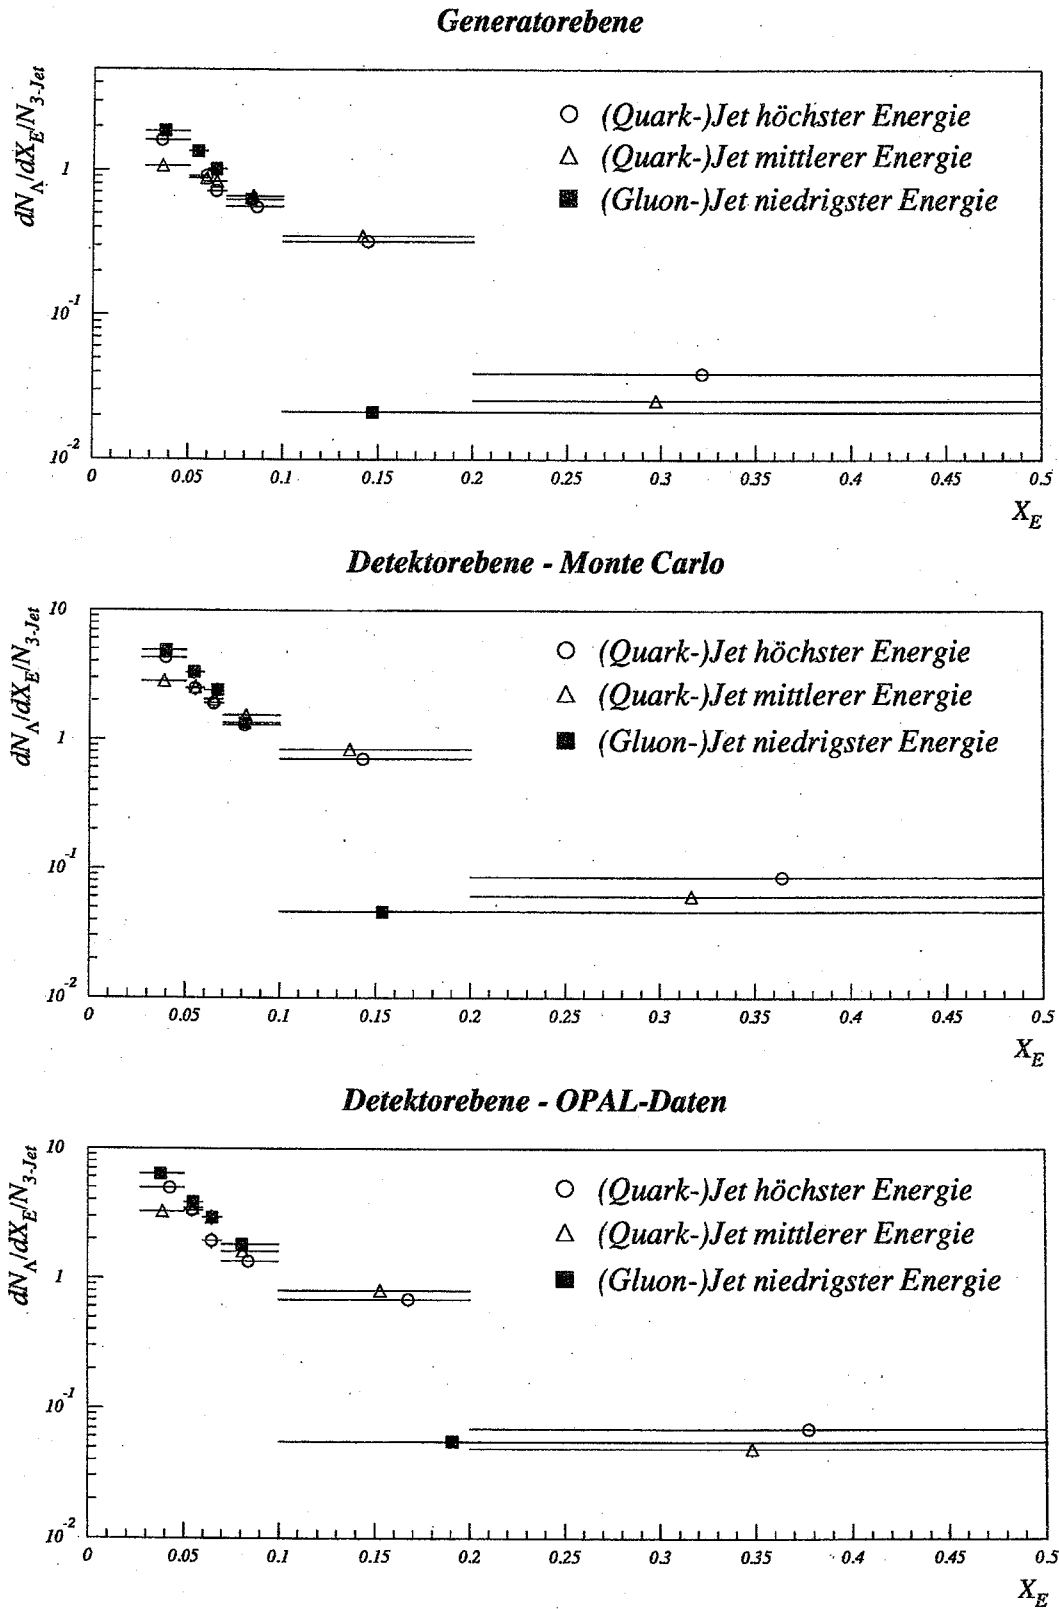 Generatorebene
dN_Λ/dX_E/N_3-Jet
1
10^-1
10^-2
○ (Quark-)Jet höchster Energie
△ (Quark-)Jet mittlerer Energie
■ (Gluon-)Jet niedrigster Energie
0 0.05 0.1 0.15 0.2 0.25 0.3 0.35 0.4 0.45 0.5
X_E
Detektorebene - Monte Carlo
dN_Λ/dX_E/N_3-Jet
10
1
10^-1
10^-2
○ (Quark-)Jet höchster Energie
△ (Quark-)Jet mittlerer Energie
■ (Gluon-)Jet niedrigster Energie
0 0.05 0.1 0.15 0.2 0.25 0.3 0.35 0.4 0.45 0.5
X_E
Detektorebene - OPAL-Daten
dN_Λ/dX_E/N_3-Jet
10
1
10^-1
10^-2
○ (Quark-)Jet höchster Energie
△ (Quark-)Jet mittlerer Energie
■ (Gluon-)Jet niedrigster Energie
0 0.05 0.1 0.15 0.2 0.25 0.3 0.35 0.4 0.45 0.5
X_E